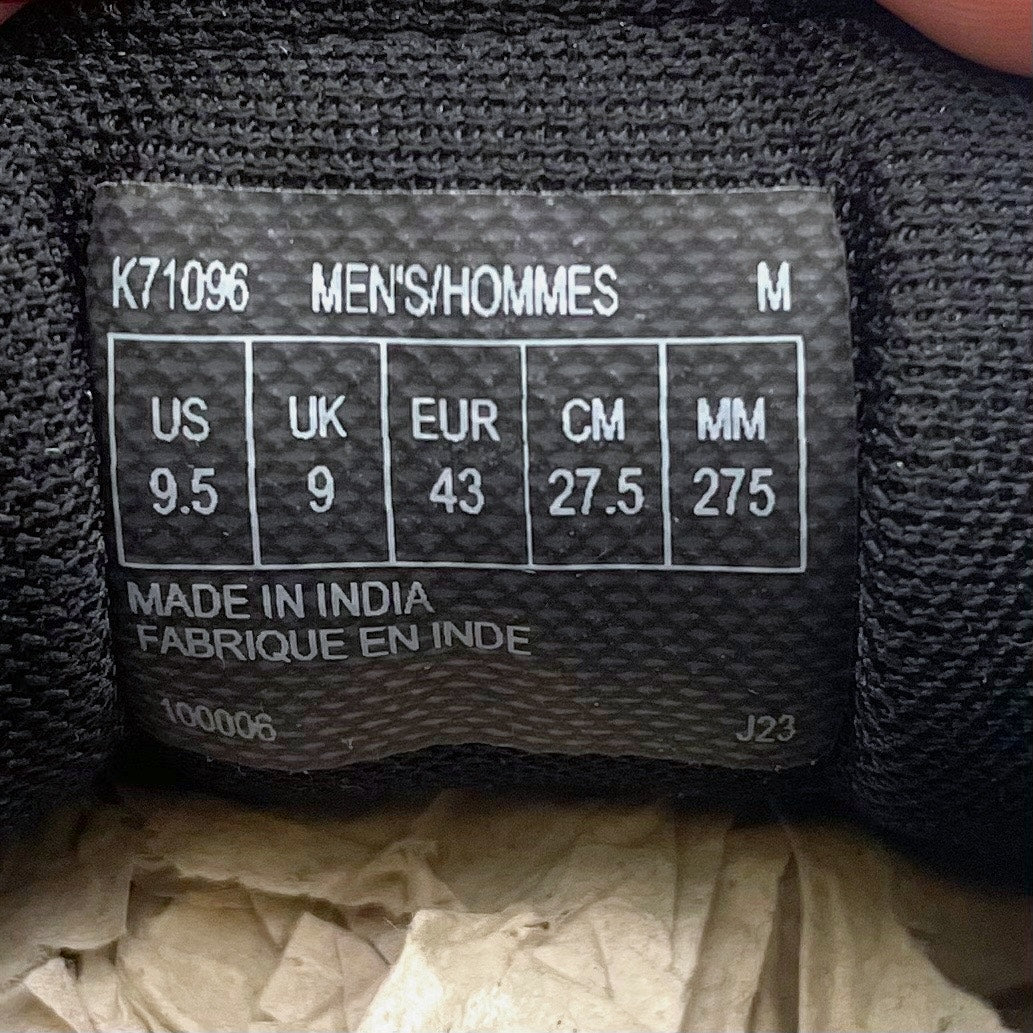 K71096 MEN'S/HOMMES M
US UK EUR CM MM
9.5 9 43 27.5 275
MADE IN INDIA
FABRIQUE EN INDE
100006 J23